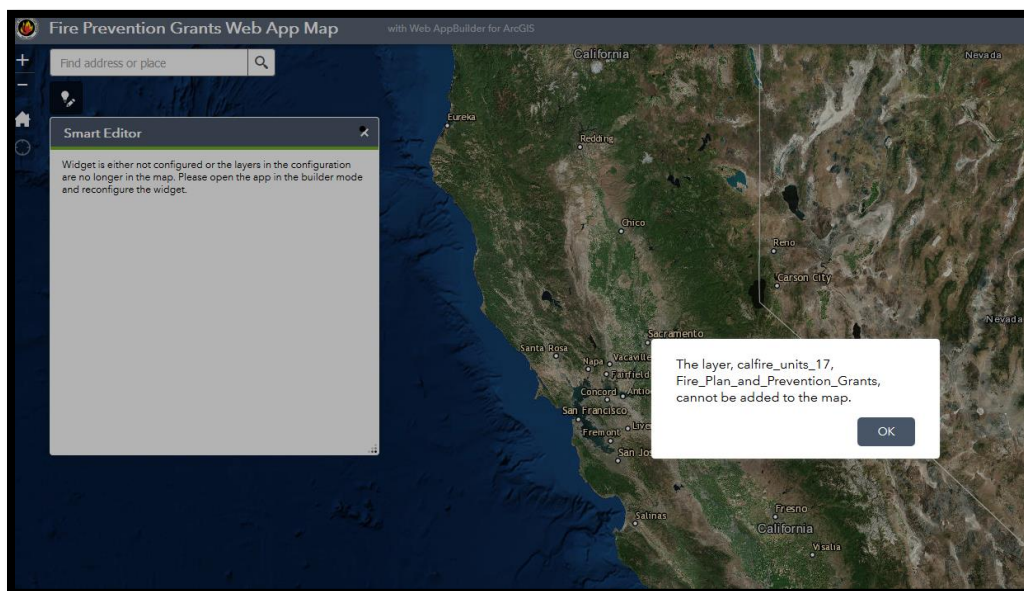 Fire Prevention Grants Web App Map
with Web AppBuilder for ArcGIS
Find address or place
Smart Editor
Widget is either not configured or the layers in the configuration
are no longer in the map. Please open the app in the builder mode
and reconfigure the widget.
The layer, calfire_units_17,
Fire_Plan_and_Prevention_Grants,
cannot be added to the map.
OK
California
Nevada
Eureka
Redding
Chico
Reno
Carson City
Nevada
Sacramento
Santa Rosa
Napa
Vacaville
Fairfield
Concord
Antio
San Francisco
Live
Fremont
San Jo
Salinas
Fresno
California
Visalia